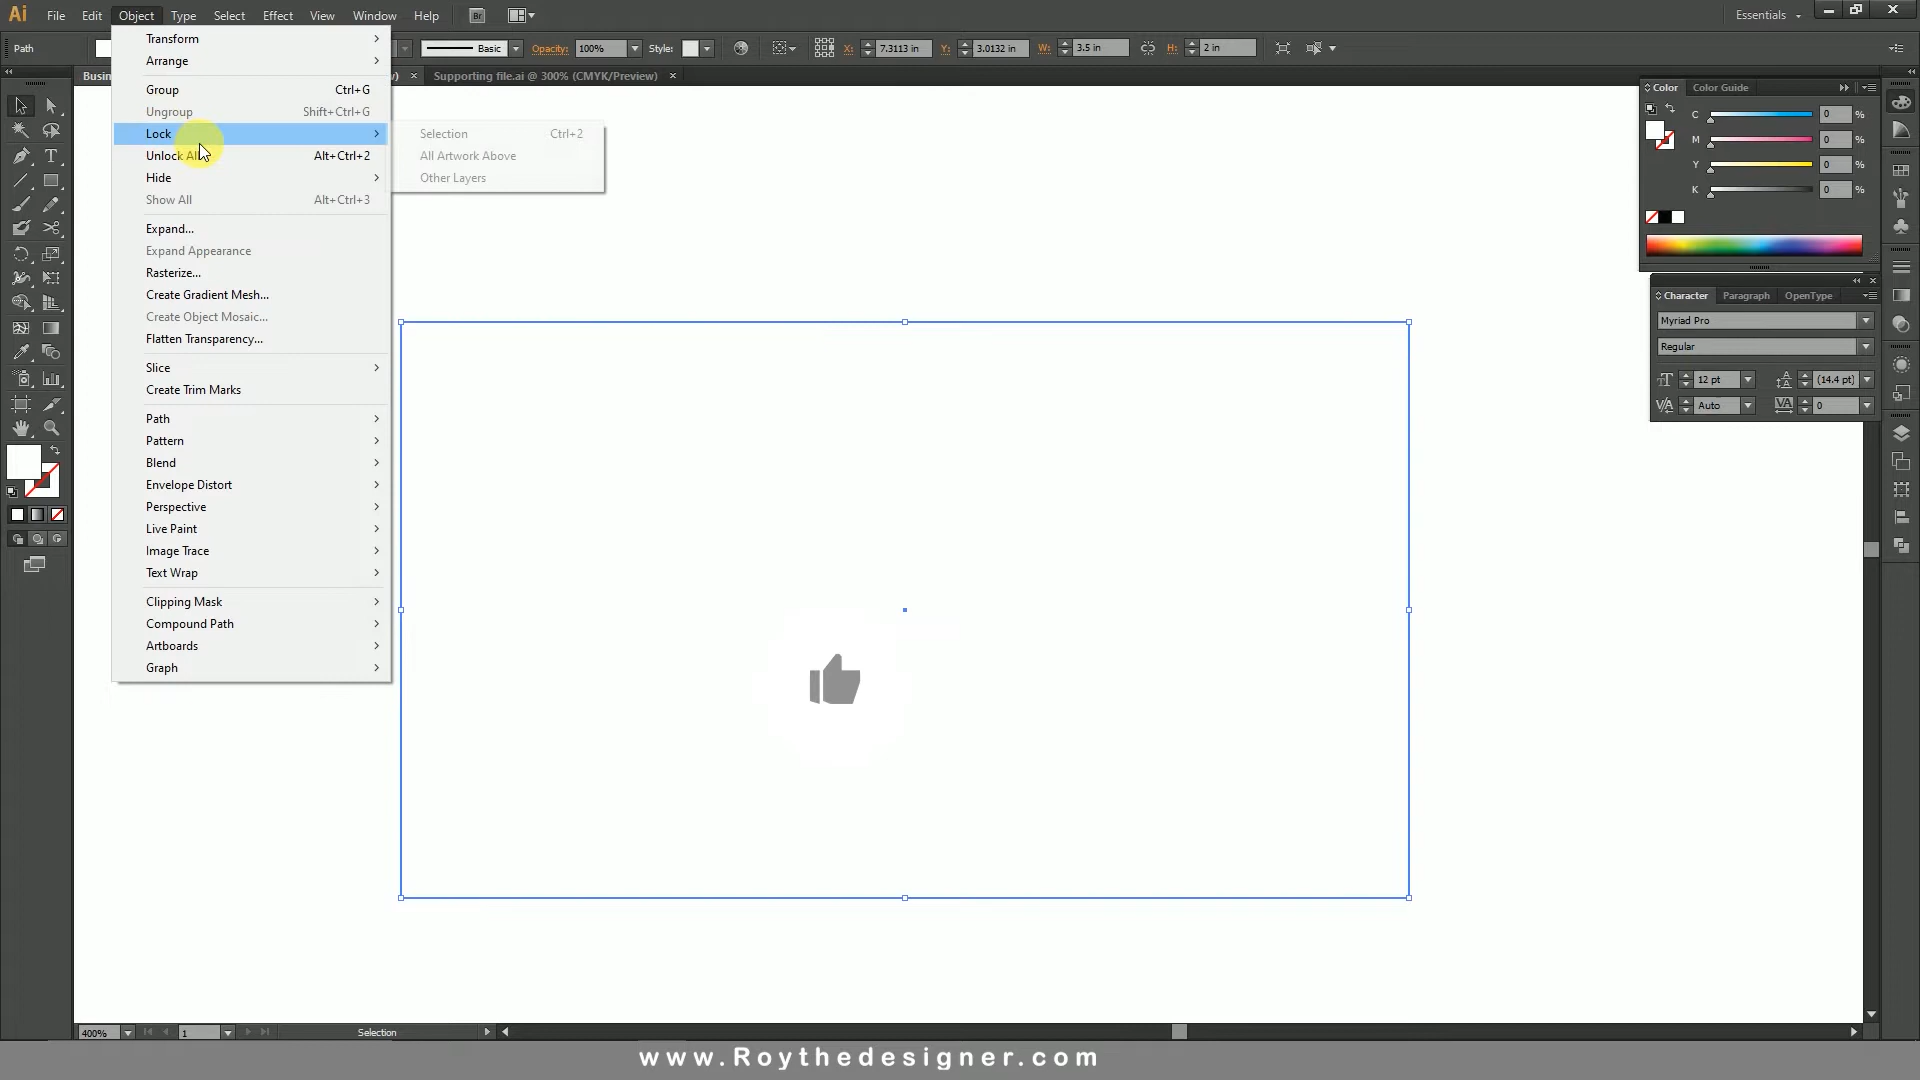 Ai File Edit Object Type Select Effect View Window Help Br Essentials
Path Basic Opacity: 100% Style: X: 7.3113 in Y: 3.0132 in W: 3.5 in H: 2 in
Busin ) × Supporting file.ai @ 300% (CMYK/Preview) ×
Transform
Arrange
Group Ctrl+G
Ungroup Shift+Ctrl+G
Lock
Unlock All Alt+Ctrl+2
Hide
Show All Alt+Ctrl+3
Expand...
Expand Appearance
Rasterize...
Create Gradient Mesh...
Create Object Mosaic...
Flatten Transparency...
Slice
Create Trim Marks
Path
Pattern
Blend
Envelope Distort
Perspective
Live Paint
Image Trace
Text Wrap
Clipping Mask
Compound Path
Artboards
Graph
Selection Ctrl+2
All Artwork Above
Other Layers
Color Color Guide
C 0 %
M 0 %
Y 0 %
K 0 %
Character Paragraph OpenType
Myriad Pro
Regular
12 pt (14.4 pt)
Auto 0
400% 1 Selection
www.Roythedesigner.com